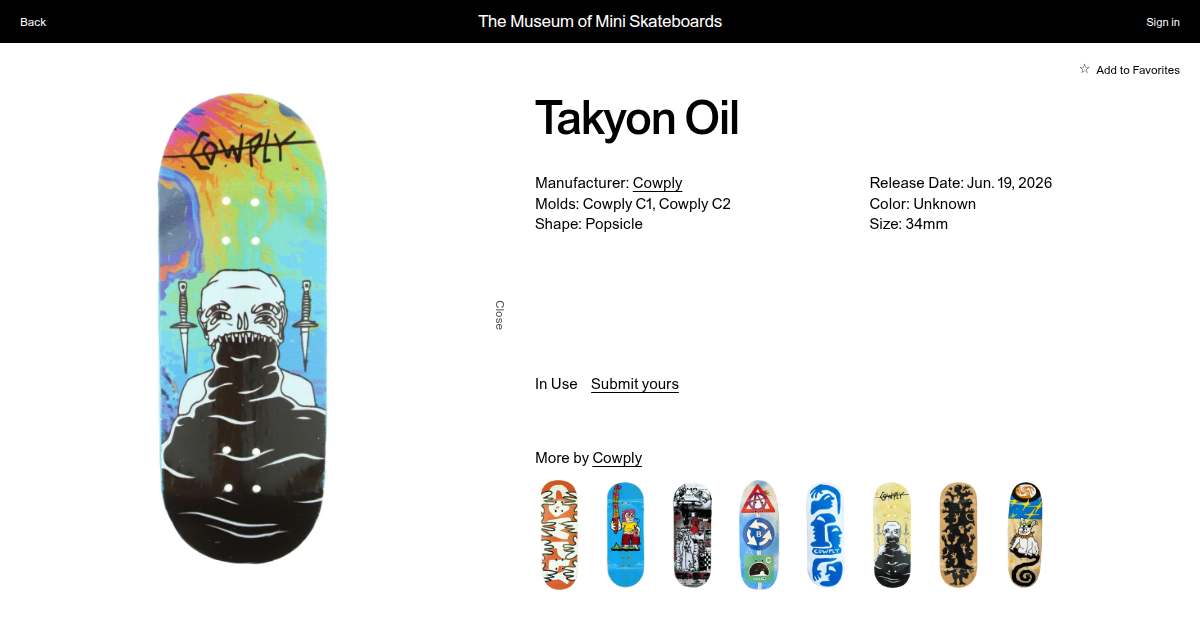 Back
The Museum of Mini Skateboards
Sign in
☆ Add to Favorites
COWPLY
Takyon Oil
Manufacturer: Cowply
Molds: Cowply C1, Cowply C2
Shape: Popsicle
Release Date: Jun. 19, 2026
Color: Unknown
Size: 34mm
Close
In Use Submit yours
More by Cowply
B
COWPLY
COWPLY